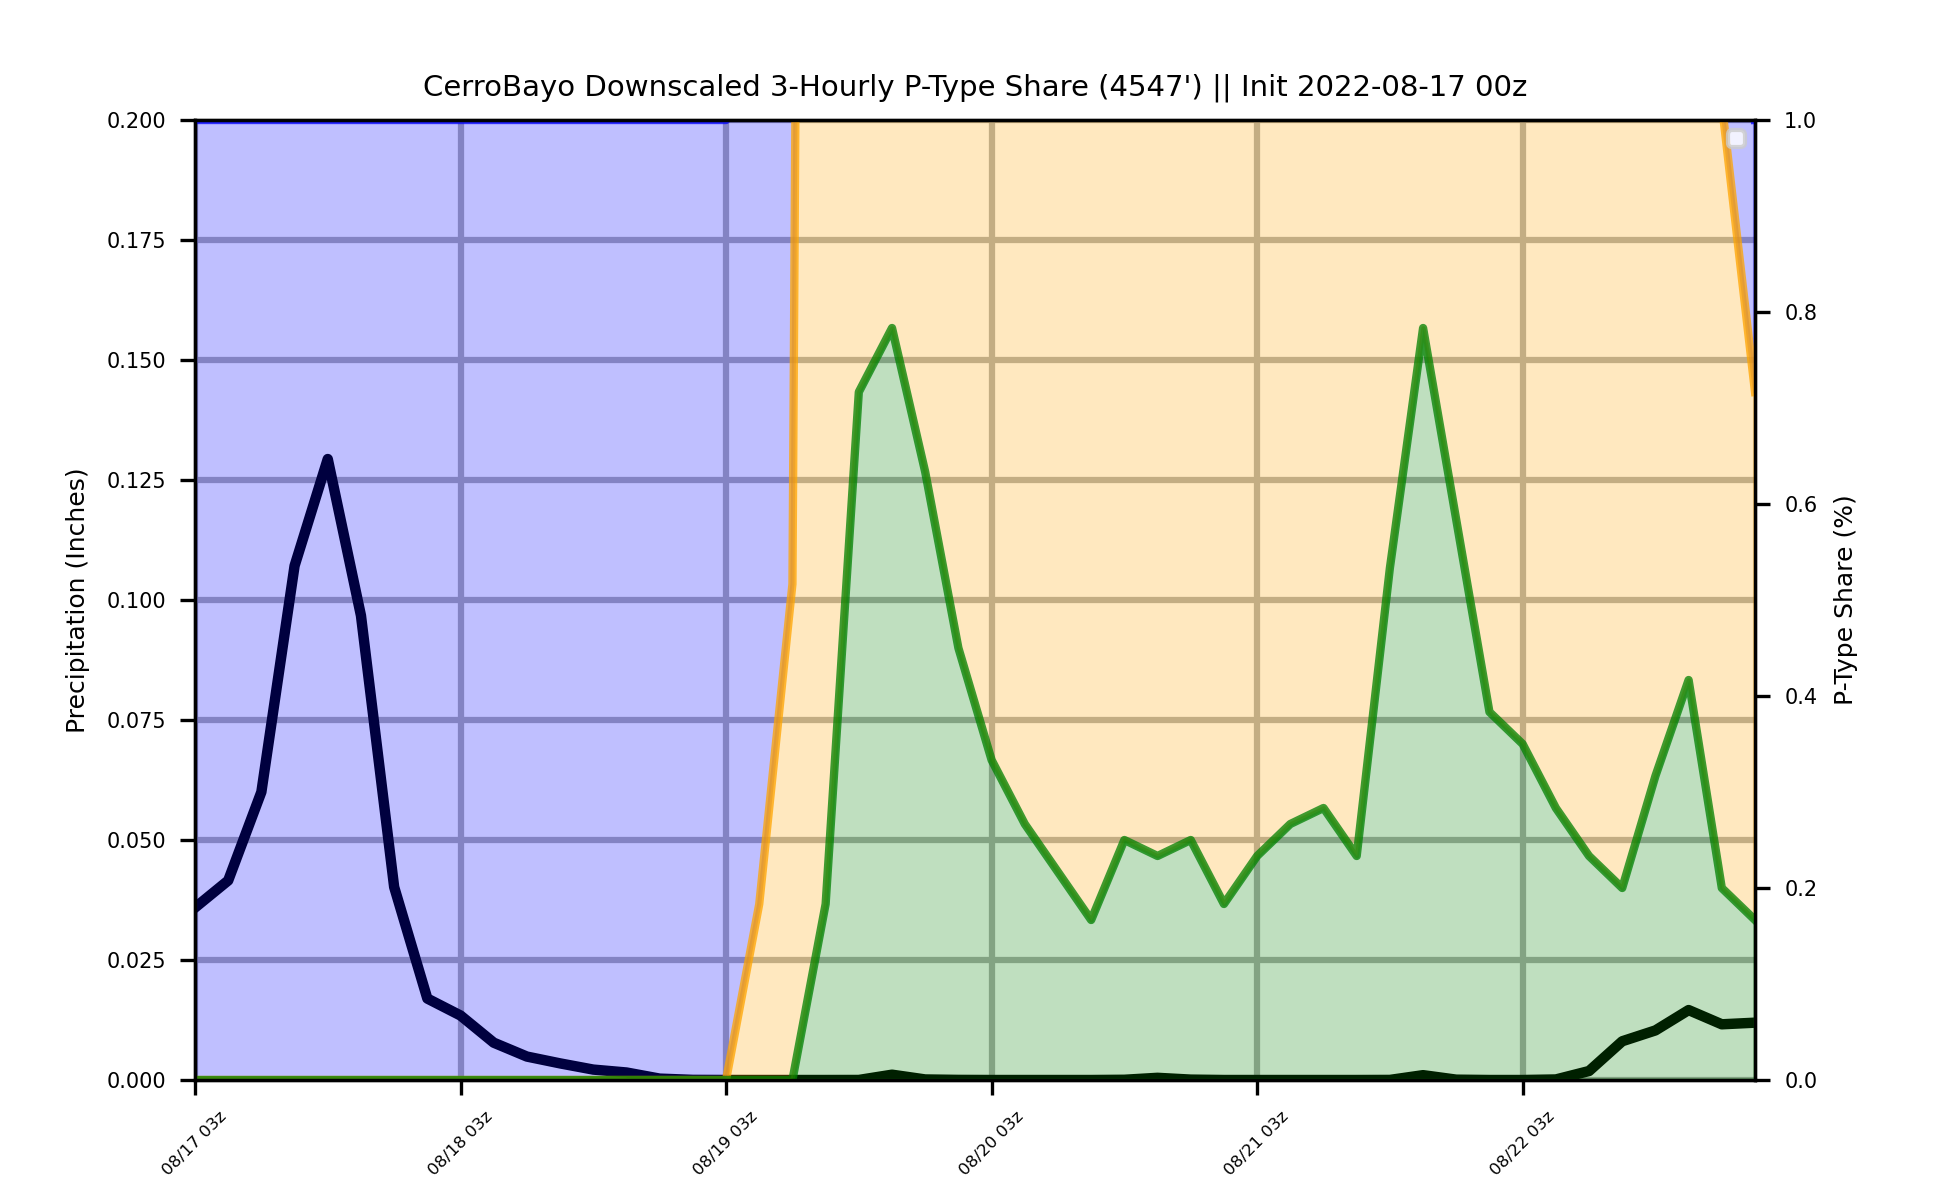 CerroBayo Downscaled 3-Hourly P-Type Share (4547') || Init 2022-08-17 00z
0.200
0.175
0.150
0.125
0.100
0.075
0.050
0.025
0.000
Precipitation (Inches)
1.0
0.8
0.6
0.4
0.2
0.0
P-Type Share (%)
08/17 03z
08/18 03z
08/19 03z
08/20 03z
08/21 03z
08/22 03z